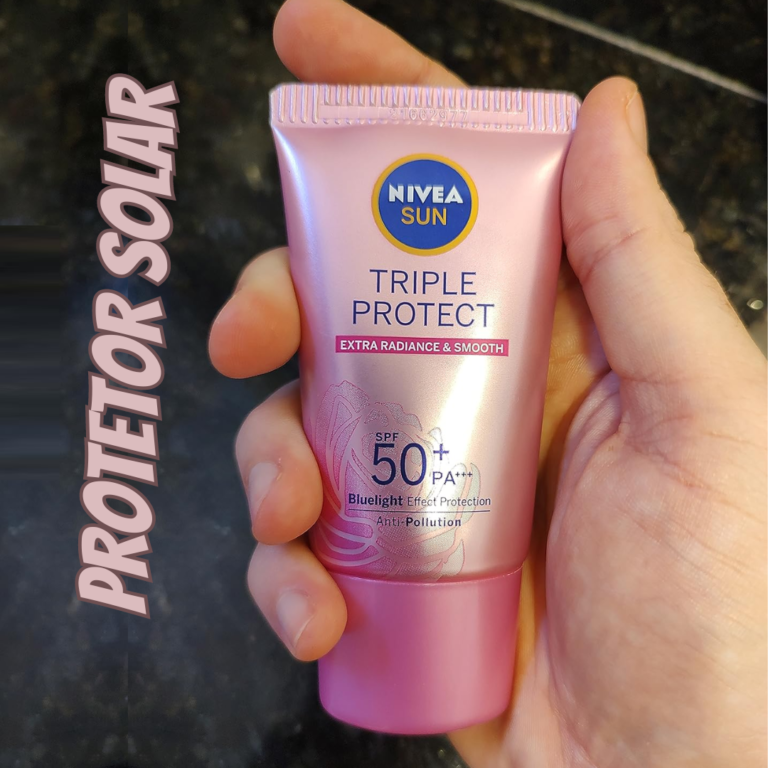 PROTETOR SOLAR
NIVEA
SUN
TRIPLE
PROTECT
EXTRA RADIANCE & SMOOTH
SPF
50+
PA+++
Bluelight Effect Protection
Anti-Pollution